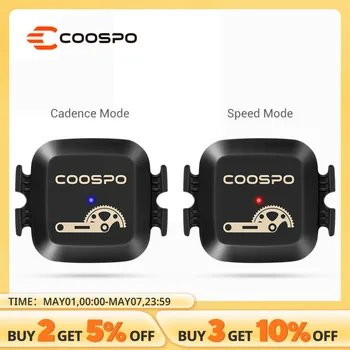 COOSPO
Cadence Mode
Speed Mode
COOSPO
COOSPO
TIME: MAY01,00:00-MAY07,23:59
BUY 2 GET 5% OFF
BUY 3 GET 10% OFF